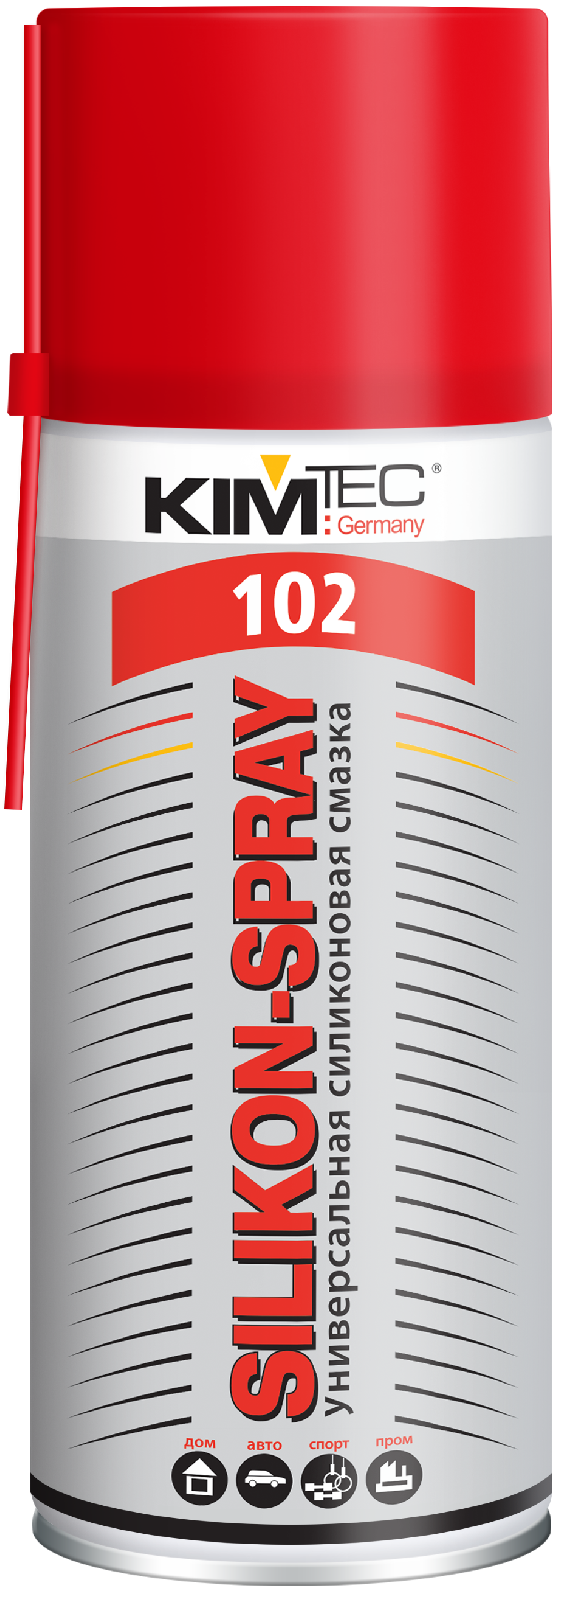 KIMTEC®
:Germany
102
SILIKON-SPRAY
Универсальная силиконовая смазка
дом авто спорт пром